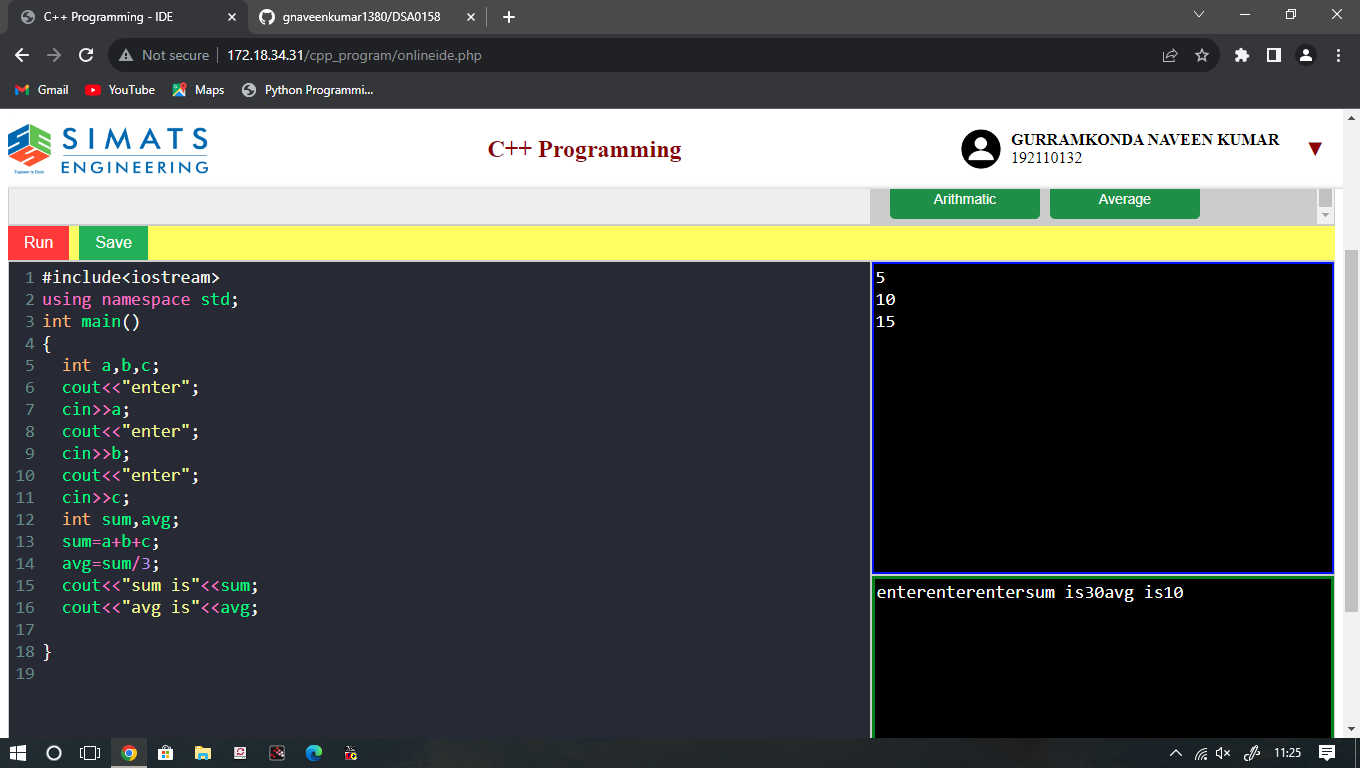 C++ Programming - IDE
gnaveenkumar1380/DSA0158
Not secure
172.18.34.31/cpp_program/onlineide.php
Gmail
YouTube
Maps
Python Programmi...
SIMATS
ENGINEERING
Engineer to Excel
C++ Programming
GURRAMKONDA NAVEEN KUMAR
192110132
Arithmatic
Average
Run
Save
1 #include<iostream>
2 using namespace std;
3 int main()
4 {
5   int a,b,c;
6   cout<<"enter";
7   cin>>a;
8   cout<<"enter";
9   cin>>b;
10   cout<<"enter";
11   cin>>c;
12   int sum,avg;
13   sum=a+b+c;
14   avg=sum/3;
15   cout<<"sum is"<<sum;
16   cout<<"avg is"<<avg;
17
18 }
19
5
10
15
enterenterentersum is30avg is10
11:25